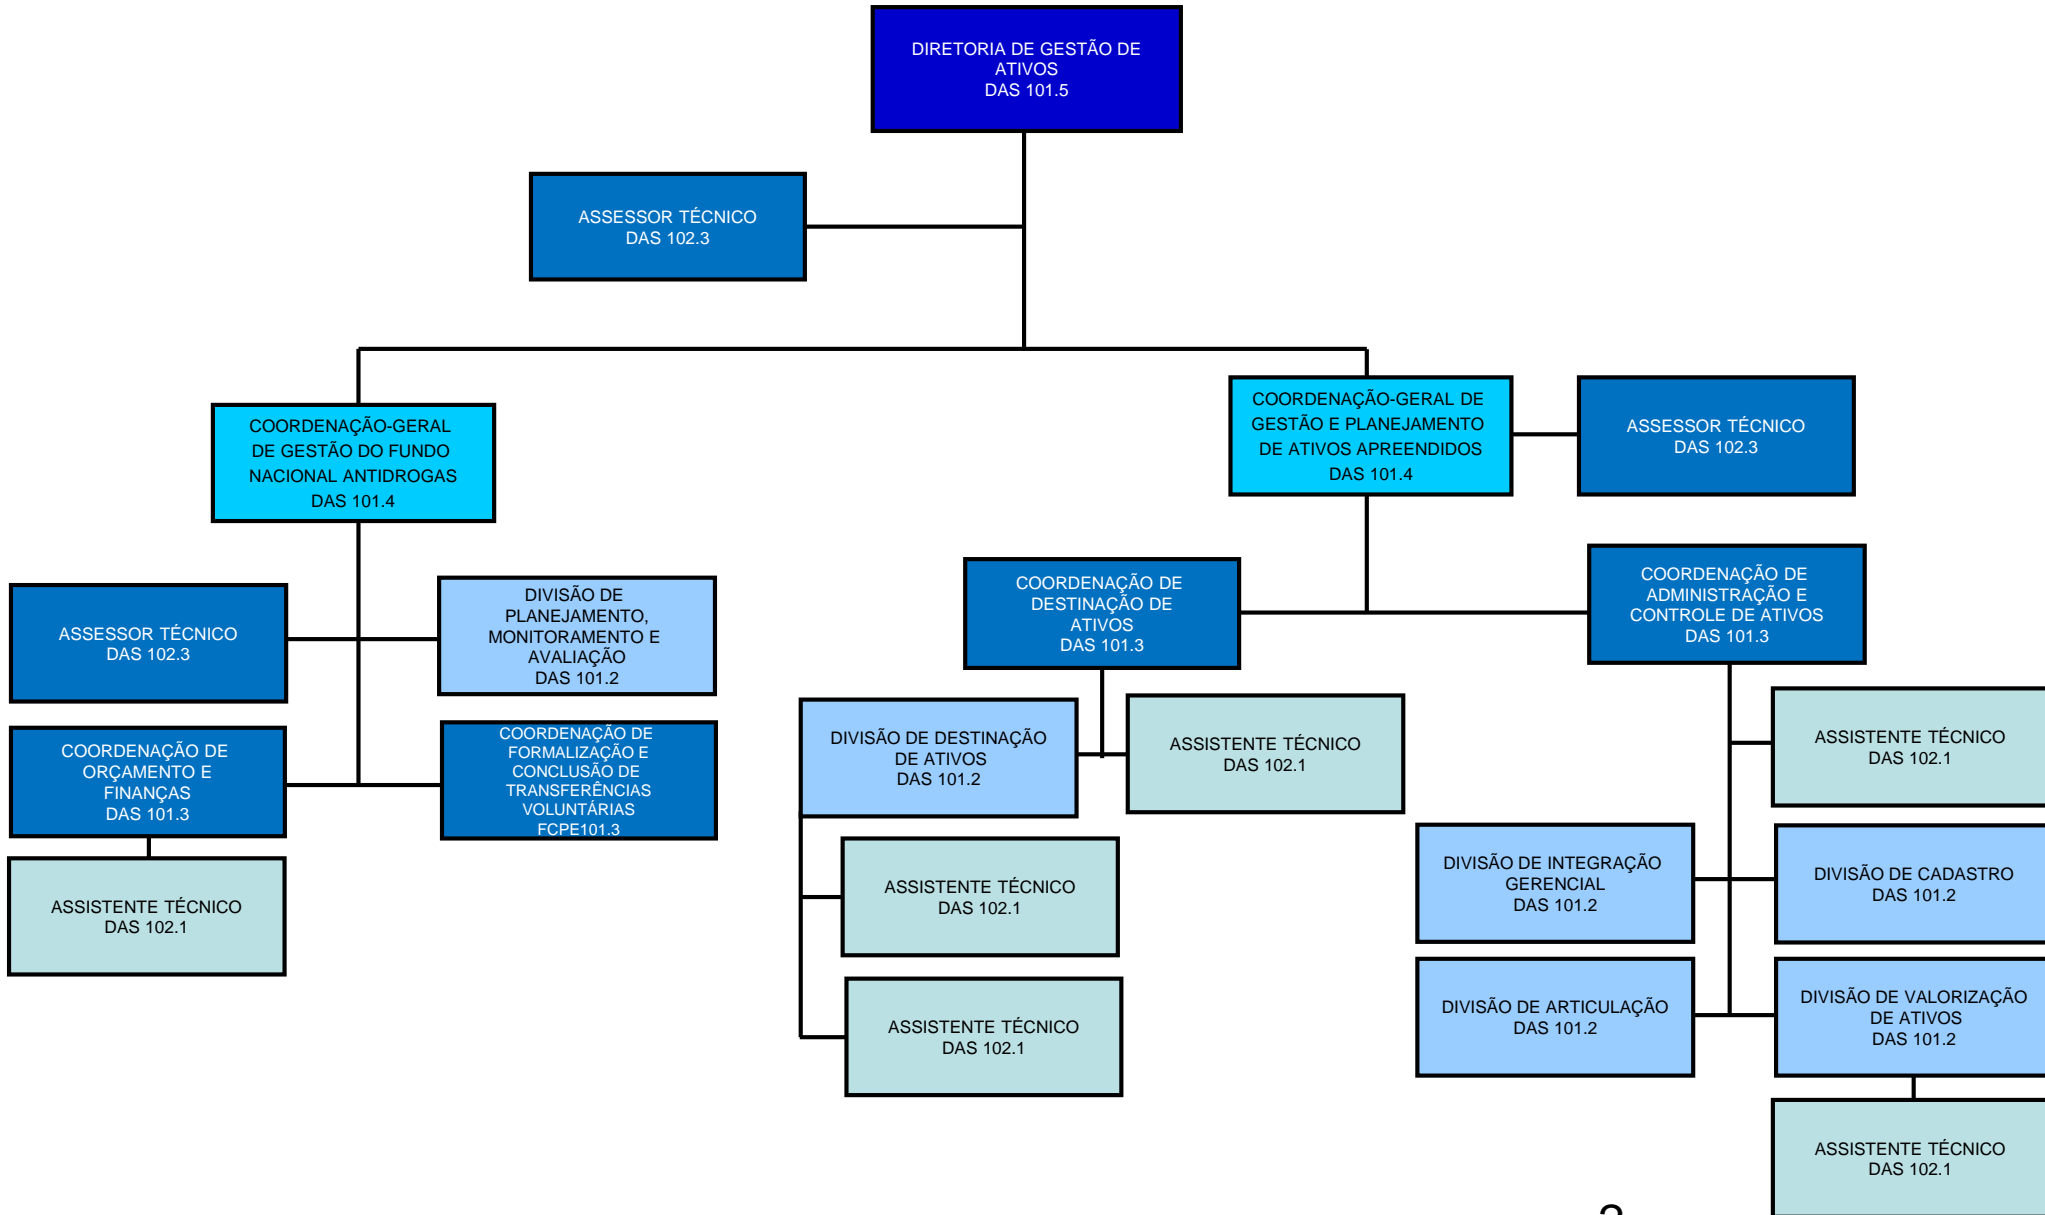 DIRETORIA DE GESTÃO DE
ATIVOS
DAS 101.5
ASSESSOR TÉCNICO
DAS 102.3
COORDENAÇÃO-GERAL
DE GESTÃO DO FUNDO
NACIONAL ANTIDROGAS
DAS 101.4
COORDENAÇÃO-GERAL DE
GESTÃO E PLANEJAMENTO
DE ATIVOS APREENDIDOS
DAS 101.4
ASSESSOR TÉCNICO
DAS 102.3
ASSESSOR TÉCNICO
DAS 102.3
DIVISÃO DE
PLANEJAMENTO,
MONITORAMENTO E
AVALIAÇÃO
DAS 101.2
COORDENAÇÃO DE
ORÇAMENTO E
FINANÇAS
DAS 101.3
COORDENAÇÃO DE
FORMALIZAÇÃO E
CONCLUSÃO DE
TRANSFERÊNCIAS
VOLUNTÁRIAS
FCPE101.3
ASSISTENTE TÉCNICO
DAS 102.1
COORDENAÇÃO DE
DESTINAÇÃO DE
ATIVOS
DAS 101.3
COORDENAÇÃO DE
ADMINISTRAÇÃO E
CONTROLE DE ATIVOS
DAS 101.3
DIVISÃO DE DESTINAÇÃO
DE ATIVOS
DAS 101.2
ASSISTENTE TÉCNICO
DAS 102.1
ASSISTENTE TÉCNICO
DAS 102.1
ASSISTENTE TÉCNICO
DAS 102.1
ASSISTENTE TÉCNICO
DAS 102.1
DIVISÃO DE INTEGRAÇÃO
GERENCIAL
DAS 101.2
DIVISÃO DE CADASTRO
DAS 101.2
DIVISÃO DE ARTICULAÇÃO
DAS 101.2
DIVISÃO DE VALORIZAÇÃO
DE ATIVOS
DAS 101.2
ASSISTENTE TÉCNICO
DAS 102.1